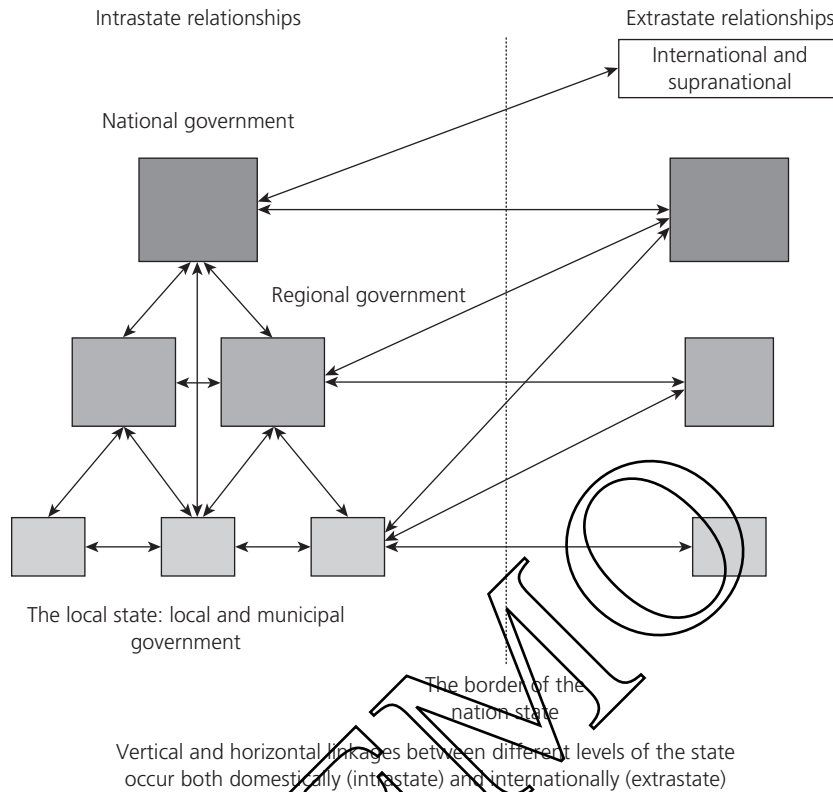 Intrastate relationships
Extrastate relationships
International and
supranational
National government
Regional government
The local state: local and municipal
government
The border of the
nation state
Vertical and horizontal linkages between different levels of the state
occur both domestically (intrastate) and internationally (extrastate)